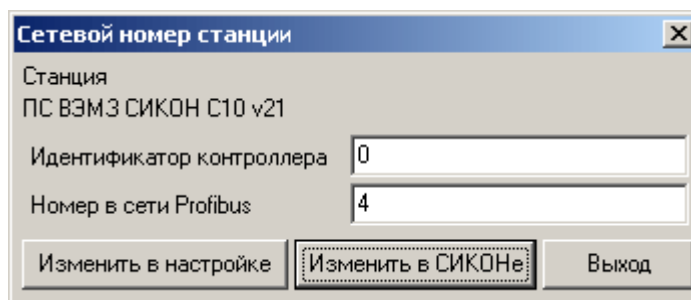 Сетевой номер станции
Станция
ПС ВЭМЗ СИКОН С10 v21
Идентификатор контроллера 0
Номер в сети Profibus 4
Изменить в настройке Изменить в СИКОНе Выход